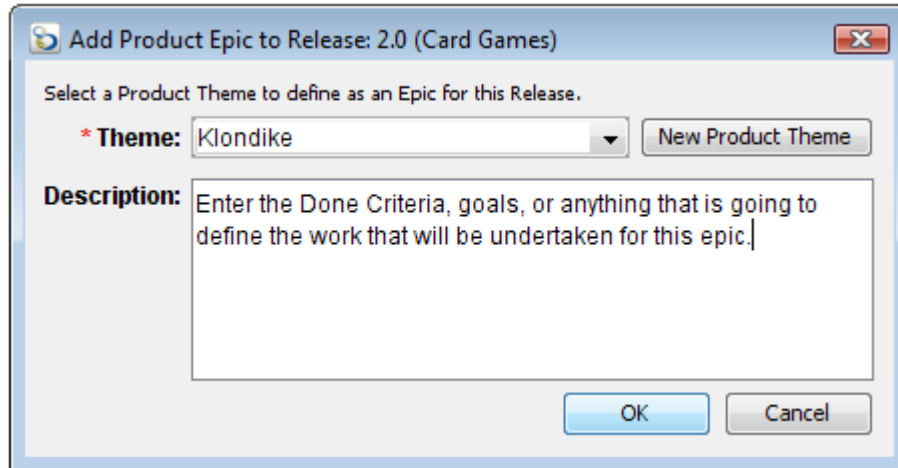 Add Product Epic to Release: 2.0 (Card Games)
Select a Product Theme to define as an Epic for this Release.
* Theme: Klondike New Product Theme
Description: Enter the Done Criteria, goals, or anything that is going to
define the work that will be undertaken for this epic.
OK Cancel